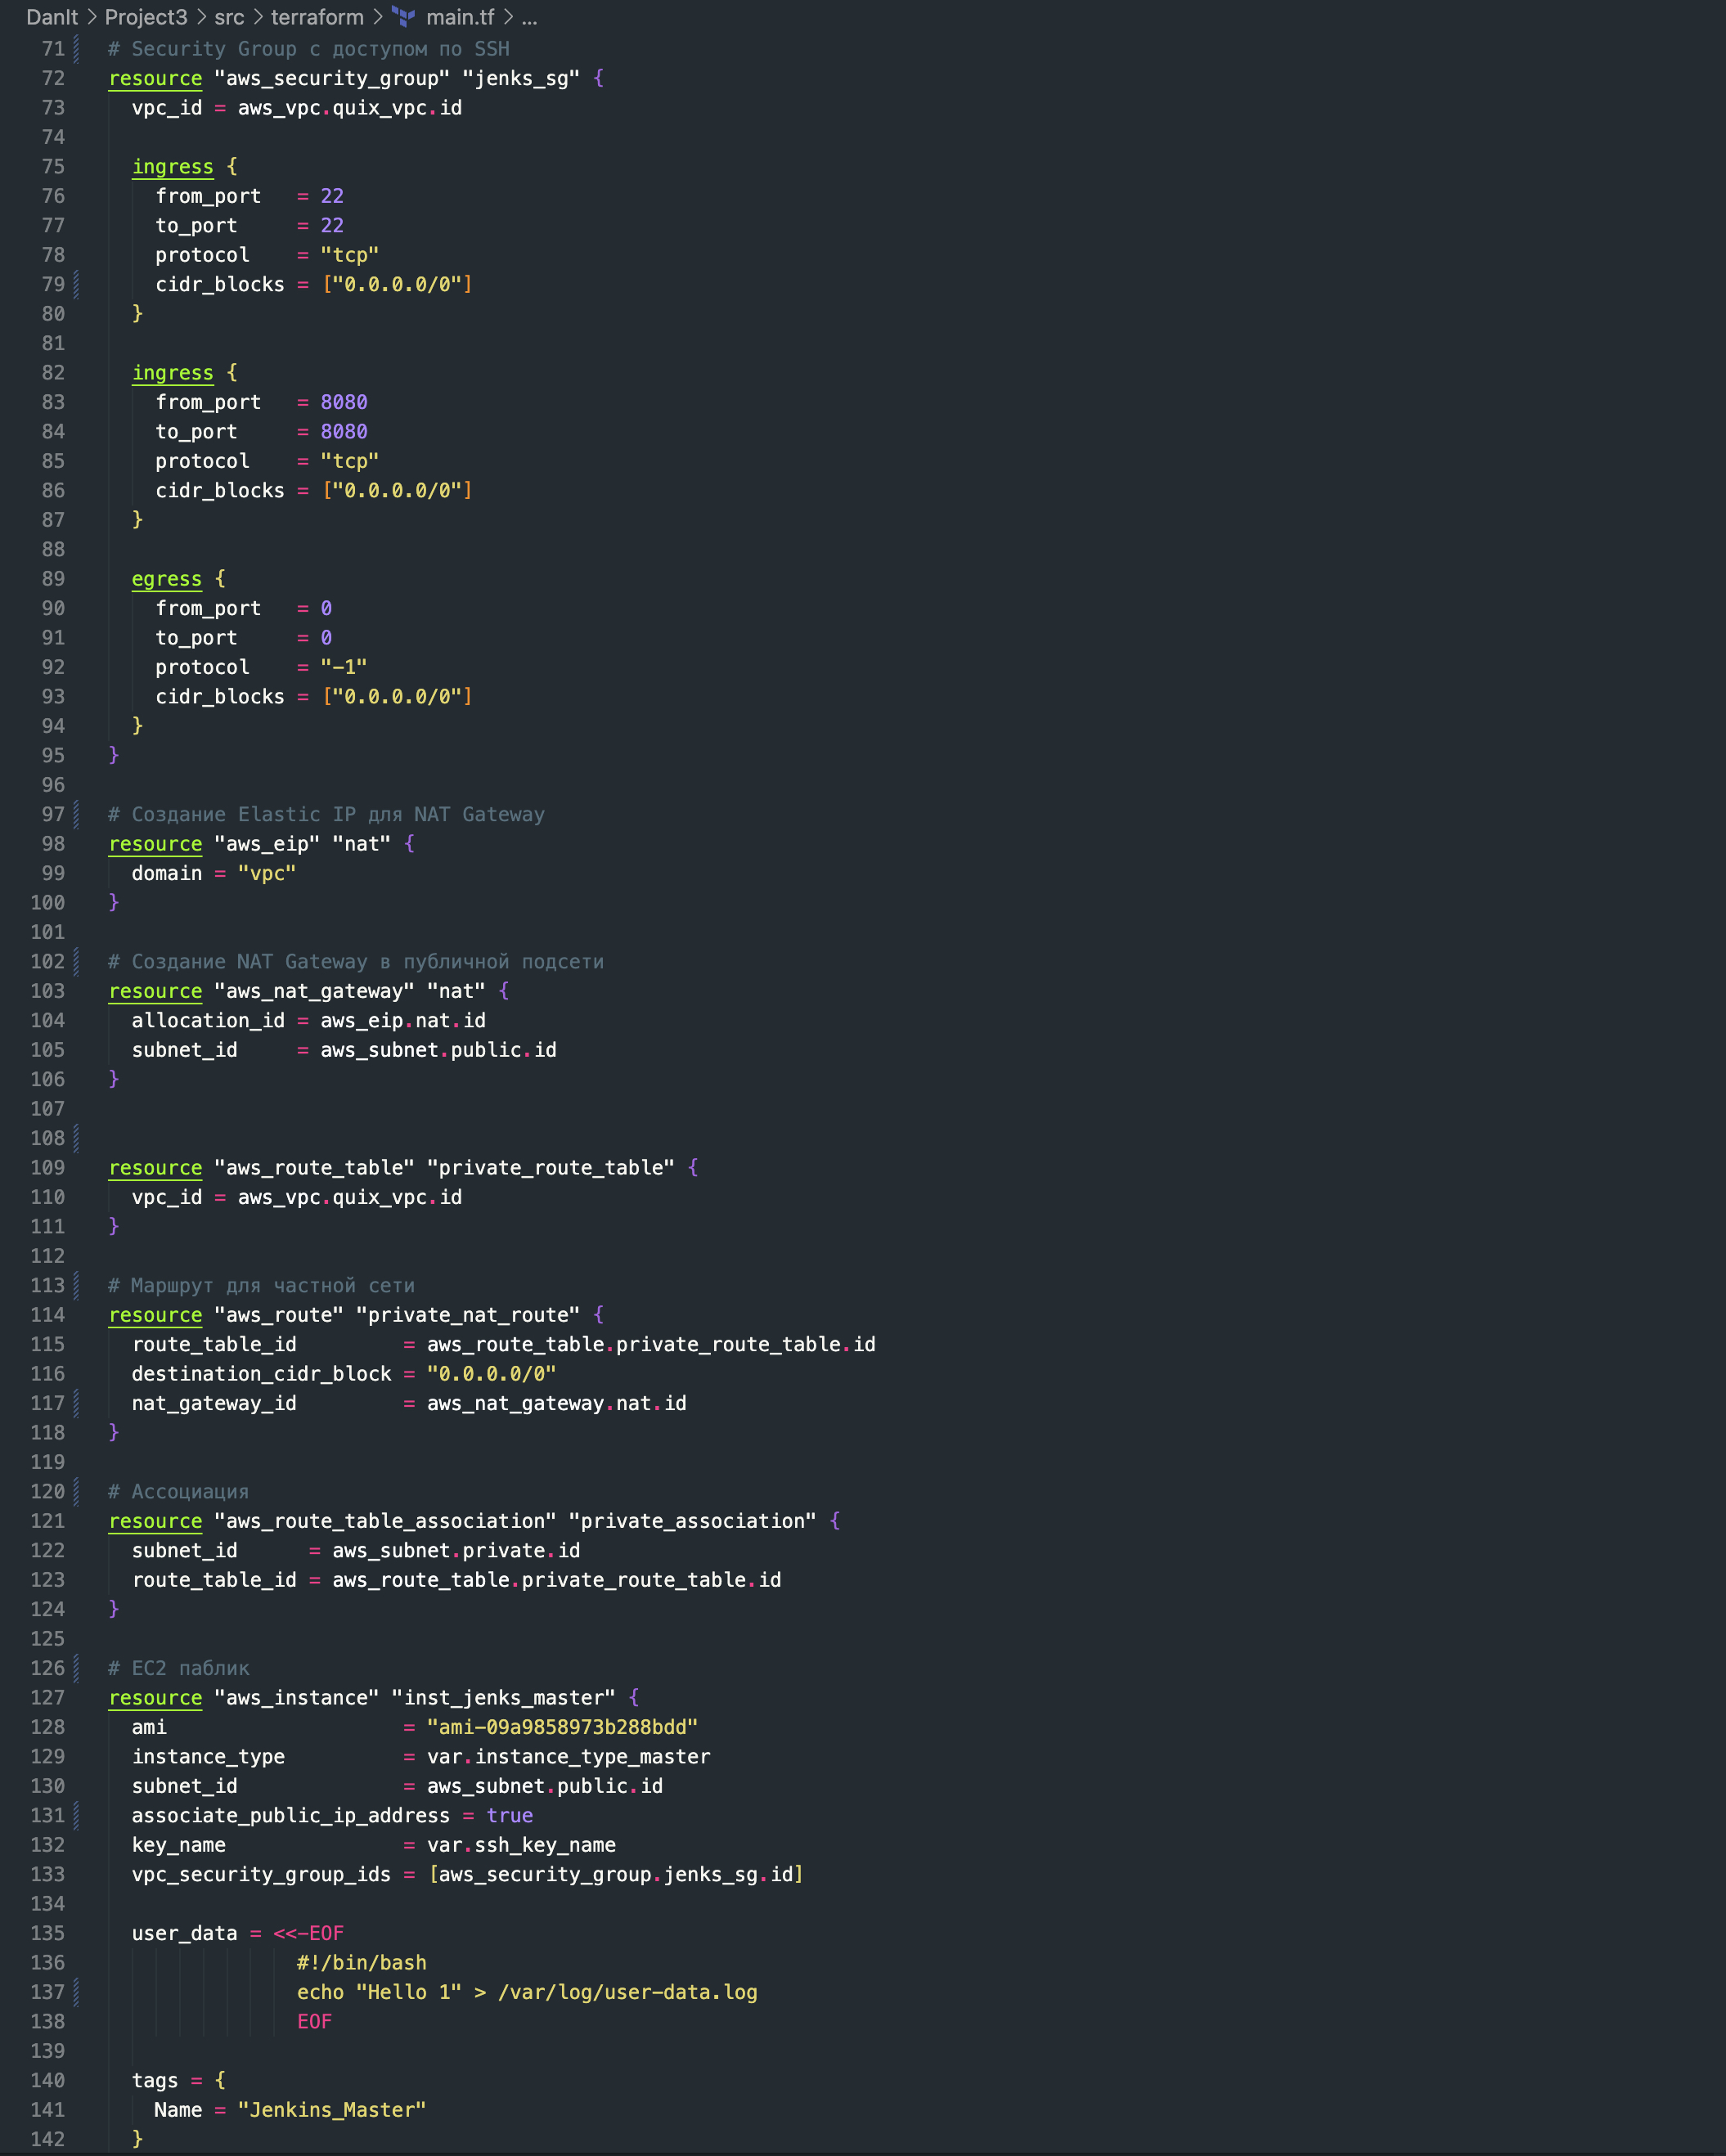 DanIt > Project3 > src > terraform > main.tf > ...
71 # Security Group с доступом по SSH
72 resource "aws_security_group" "jenks_sg" {
73 vpc_id = aws_vpc.quix_vpc.id
74
75 ingress {
76 from_port = 22
77 to_port = 22
78 protocol = "tcp"
79 cidr_blocks = ["0.0.0.0/0"]
80 }
81
82 ingress {
83 from_port = 8080
84 to_port = 8080
85 protocol = "tcp"
86 cidr_blocks = ["0.0.0.0/0"]
87 }
88
89 egress {
90 from_port = 0
91 to_port = 0
92 protocol = "-1"
93 cidr_blocks = ["0.0.0.0/0"]
94 }
95 }
96
97 # Создание Elastic IP для NAT Gateway
98 resource "aws_eip" "nat" {
99 domain = "vpc"
100 }
101
102 # Создание NAT Gateway в публичной подсети
103 resource "aws_nat_gateway" "nat" {
104 allocation_id = aws_eip.nat.id
105 subnet_id = aws_subnet.public.id
106 }
107
108
109 resource "aws_route_table" "private_route_table" {
110 vpc_id = aws_vpc.quix_vpc.id
111 }
112
113 # Маршрут для частной сети
114 resource "aws_route" "private_nat_route" {
115 route_table_id = aws_route_table.private_route_table.id
116 destination_cidr_block = "0.0.0.0/0"
117 nat_gateway_id = aws_nat_gateway.nat.id
118 }
119
120 # Ассоциация
121 resource "aws_route_table_association" "private_association" {
122 subnet_id = aws_subnet.private.id
123 route_table_id = aws_route_table.private_route_table.id
124 }
125
126 # EC2 паблик
127 resource "aws_instance" "inst_jenks_master" {
128 ami = "ami-09a9858973b288bdd"
129 instance_type = var.instance_type_master
130 subnet_id = aws_subnet.public.id
131 associate_public_ip_address = true
132 key_name = var.ssh_key_name
133 vpc_security_group_ids = [aws_security_group.jenks_sg.id]
134
135 user_data = <<-EOF
136 #!/bin/bash
137 echo "Hello 1" > /var/log/user-data.log
138 EOF
139
140 tags = {
141 Name = "Jenkins_Master"
142 }